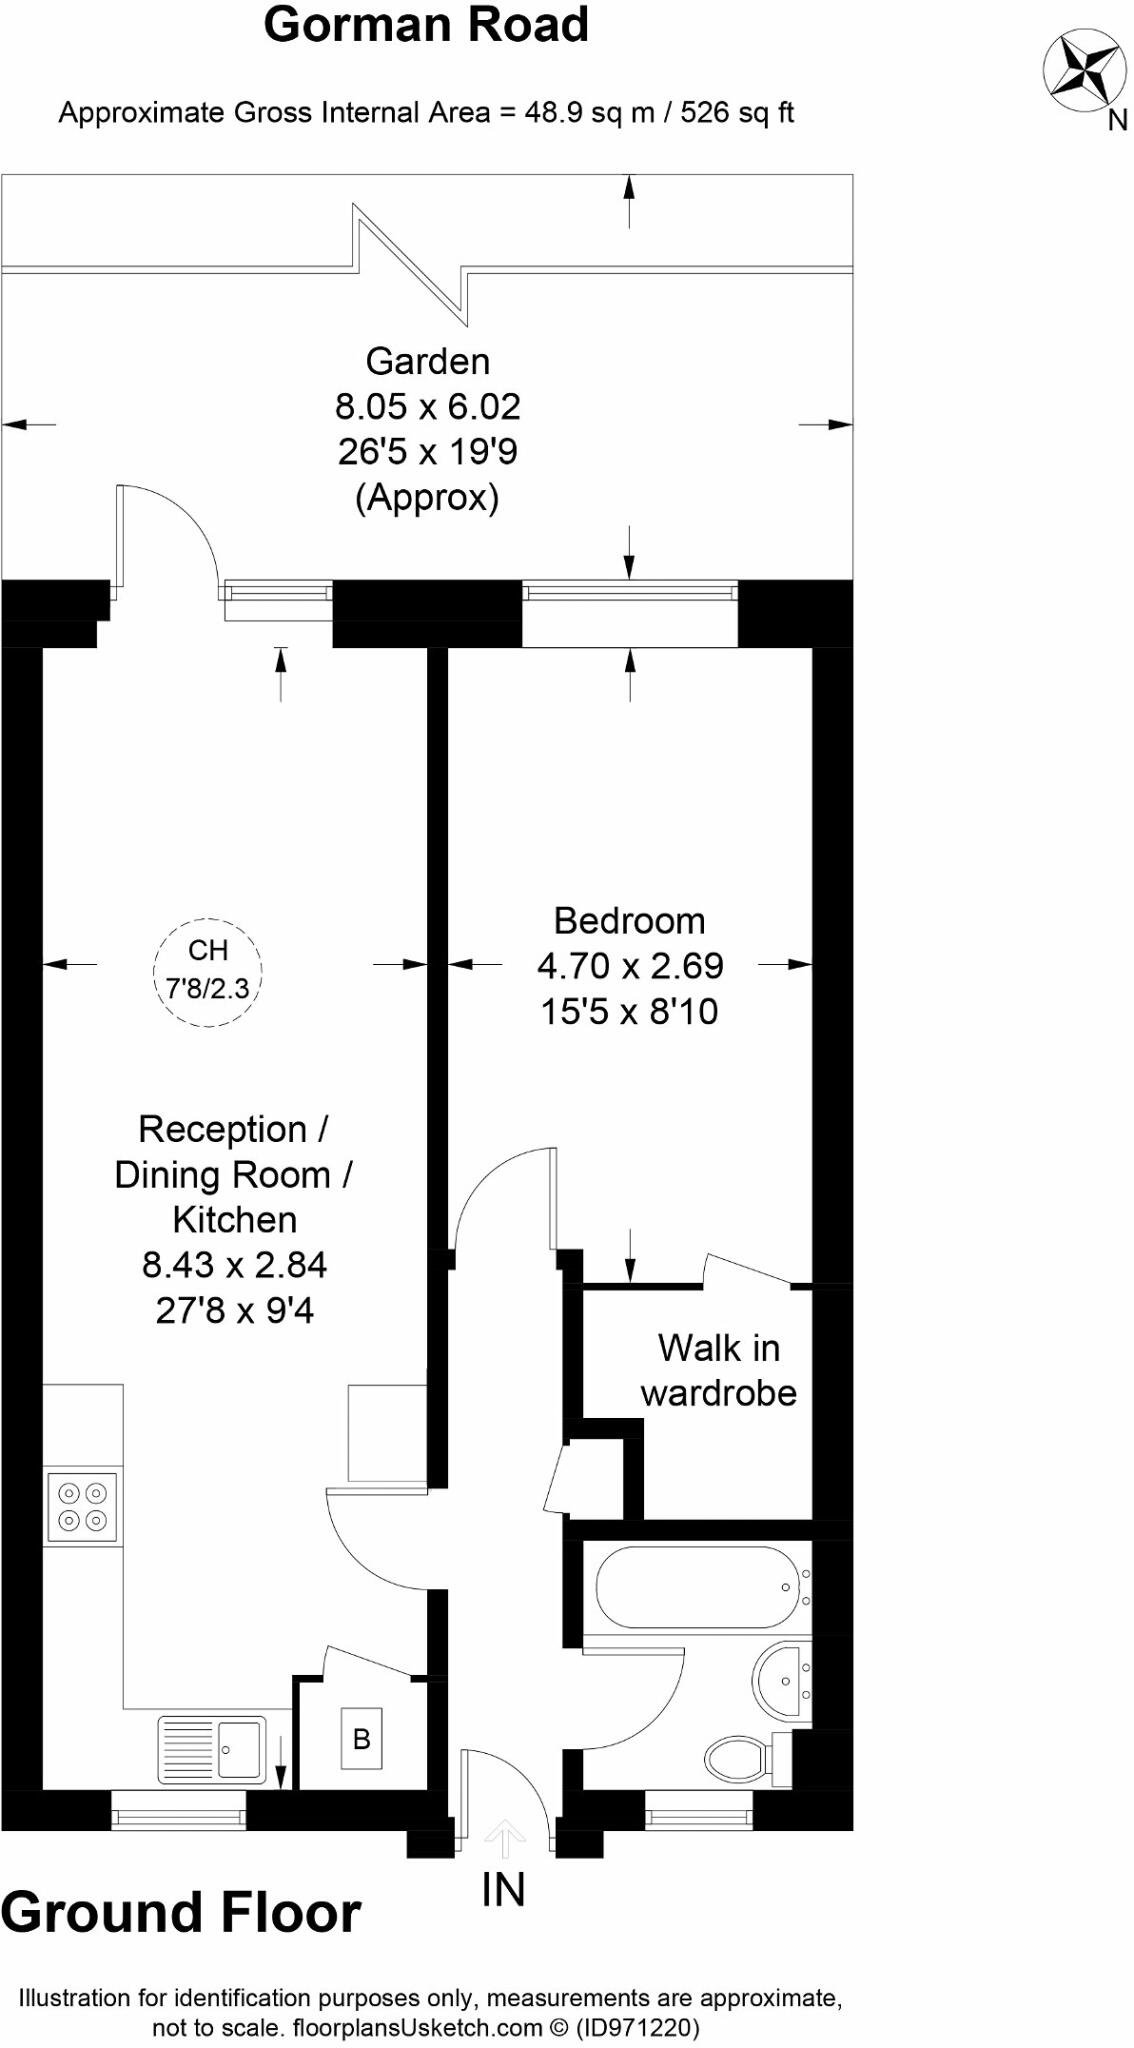 Gorman Road
N
Approximate Gross Internal Area = 48.9 sq m / 526 sq ft
Garden
8.05 x 6.02
26'5 x 19'9
(Approx)
CH
7'8/2.3
Bedroom
4.70 x 2.69
15'5 x 8'10
Reception /
Dining Room /
Kitchen
8.43 x 2.84
27'8 x 9'4
Walk in
wardrobe
B
IN
Ground Floor
Illustration for identification purposes only, measurements are approximate,
not to scale. floorplansUsketch.com © (ID971220)